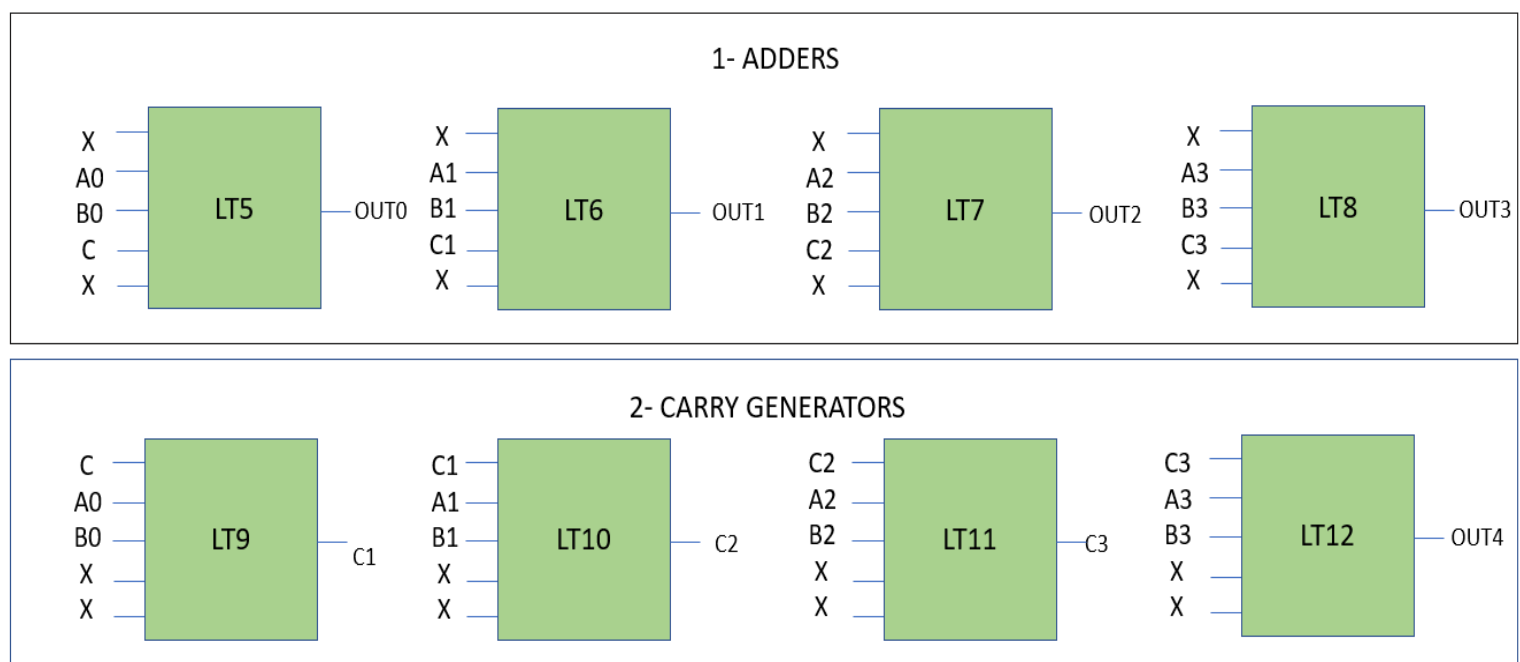 1- ADDERS
X
A0
B0
C
X
LT5
OUT0
X
A1
B1
C1
X
LT6
OUT1
X
A2
B2
C2
X
LT7
OUT2
X
A3
B3
C3
X
LT8
OUT3
2- CARRY GENERATORS
C
A0
B0
X
X
LT9
C1
C1
A1
B1
X
X
LT10
C2
C2
A2
B2
X
X
LT11
C3
C3
A3
B3
X
X
LT12
OUT4